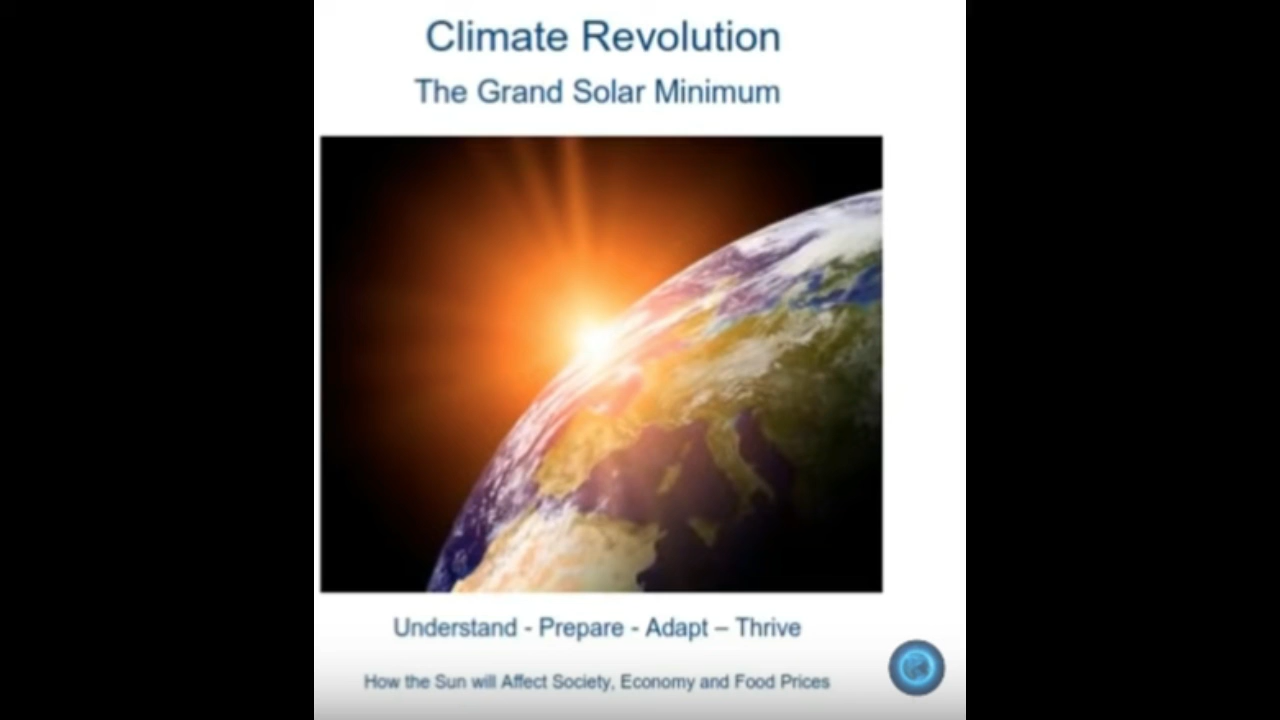 Climate Revolution
The Grand Solar Minimum
Understand - Prepare - Adapt – Thrive
How the Sun will Affect Society, Economy and Food Prices